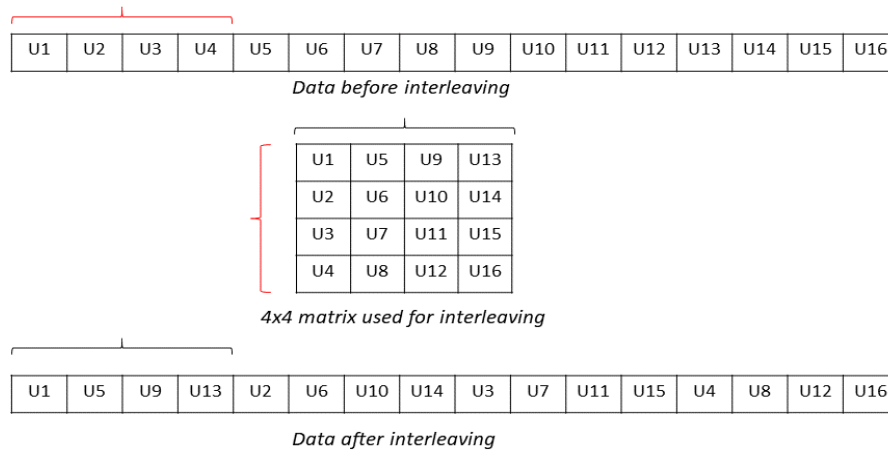 U1 U2 U3 U4 U5 U6 U7 U8 U9 U10 U11 U12 U13 U14 U15 U16
Data before interleaving
U1 U5 U9 U13
U2 U6 U10 U14
U3 U7 U11 U15
U4 U8 U12 U16
4x4 matrix used for interleaving
U1 U5 U9 U13 U2 U6 U10 U14 U3 U7 U11 U15 U4 U8 U12 U16
Data after interleaving